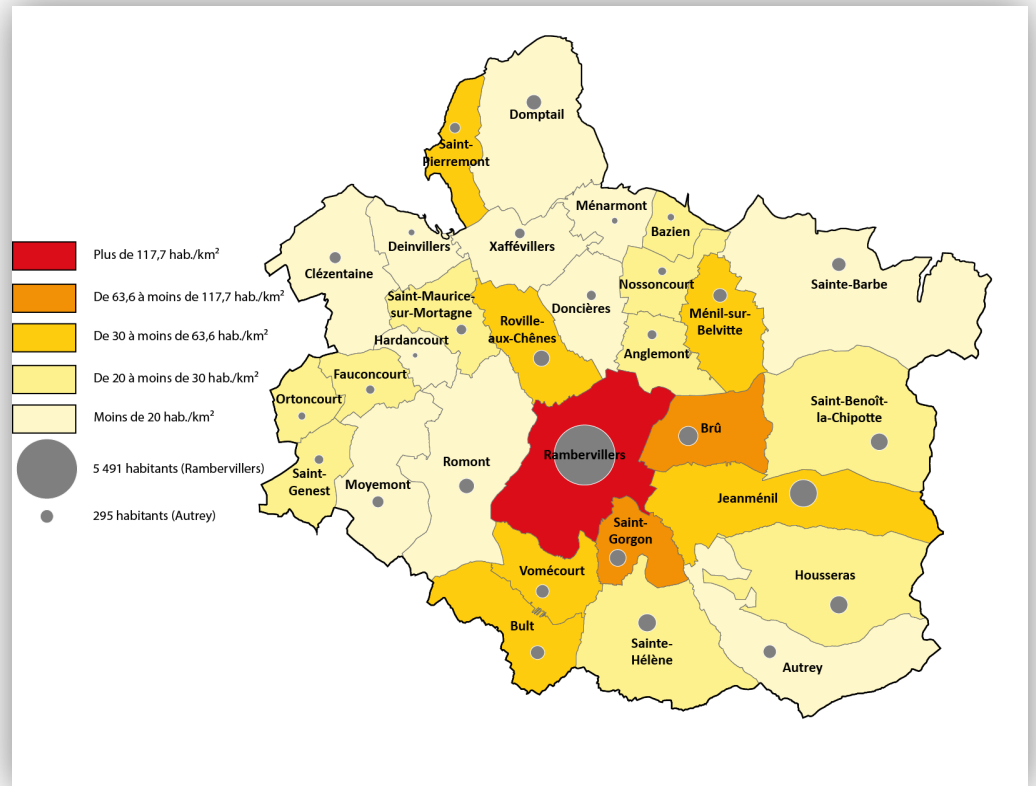 Plus de 117,7 hab./km²
De 63,6 à moins de 117,7 hab./km²
De 30 à moins de 63,6 hab./km²
De 20 à moins de 30 hab./km²
Moins de 20 hab./km²
5 491 habitants (Rambervillers)
295 habitants (Autrey)
Domptail
Saint-
Pierremont
Ménarmont
Bazien
Deinvillers
Xaffévillers
Clézentaine
Nossoncourt
Sainte-Barbe
Saint-Maurice-
sur-Mortagne
Doncières
Ménil-sur-
Belvitte
Roville-
aux-Chênes
Hardancourt
Anglemont
Fauconcourt
Ortoncourt
Saint-Benoît-
la-Chipotte
Brû
Rambervillers
Romont
Saint-
Genest
Moyemont
Jeanménil
Saint-
Gorgon
Vomécourt
Housseras
Bult
Sainte-
Hélène
Autrey